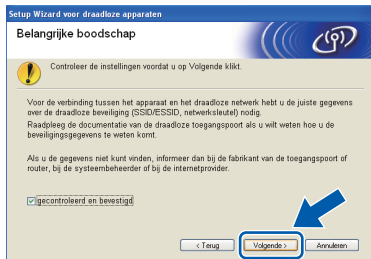 Setup Wizard voor draadloze apparaten
Belangrijke boodschap
Controleer de instellingen voordat u op Volgende klikt.
Voor de verbinding tussen het apparaat en het draadloze netwerk hebt u de juiste gegevens
over de draadloze beveiliging (SSID/ESSID, netwerksleutel) nodig.
Raadpleeg de documentatie van de draadloze toegangspoort als u wilt weten hoe u de
beveiligingsgegevens te weten komt.
Als u de gegevens niet kunt vinden, informeer dan bij de fabrikant van de toegangspoort of
router, bij de systeembeheerder of bij de internetprovider.
gecontroleerd en bevestigd
< Terug
Volgende >
Annuleren